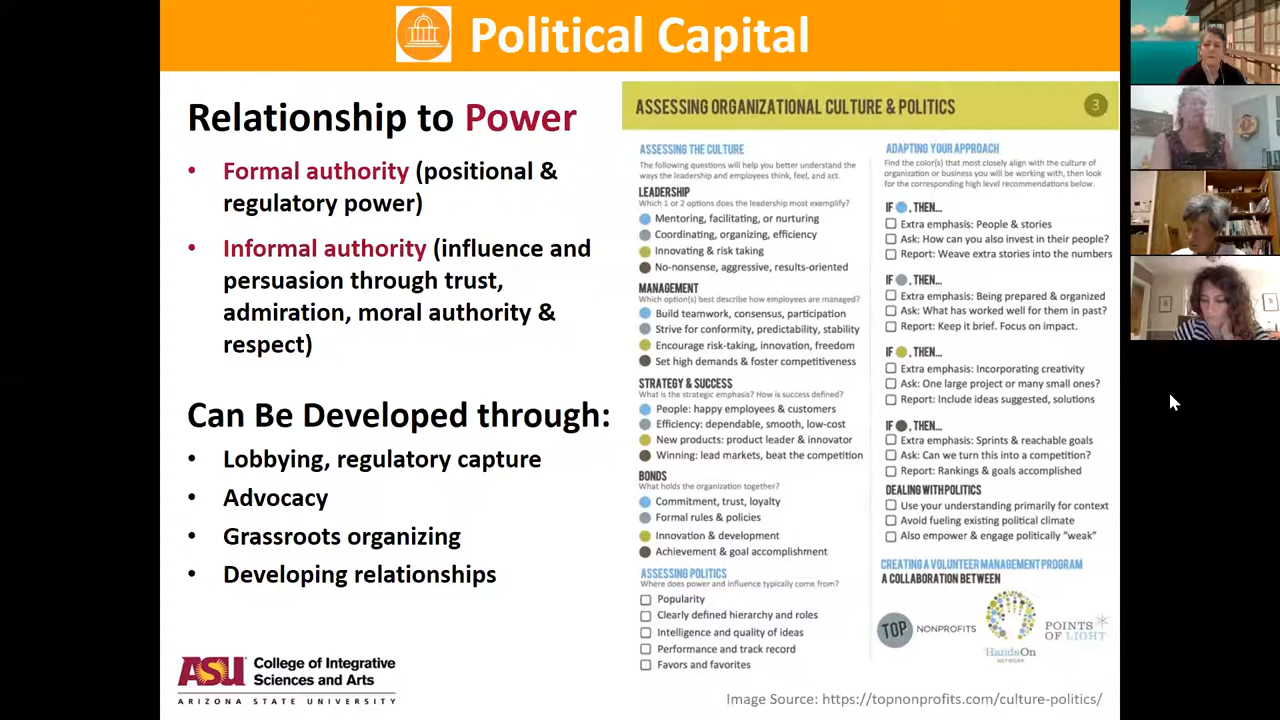 Political Capital
Relationship to Power
• Formal authority (positional &
regulatory power)
• Informal authority (influence and
persuasion through trust,
admiration, moral authority &
respect)
Can Be Developed through:
• Lobbying, regulatory capture
• Advocacy
• Grassroots organizing
• Developing relationships
ASU College of Integrative
Sciences and Arts
ARIZONA STATE UNIVERSITY
ASSESSING ORGANIZATIONAL CULTURE & POLITICS 3
ASSESSING THE CULTURE
The following questions will help you better understand the
ways the leadership and employees think, feel, and act.
LEADERSHIP
Which 1 or 2 options does the leadership most exemplify?
Mentoring, facilitating, or nurturing
Coordinating, organizing, efficiency
Innovating & risk taking
No-nonsense, aggressive, results-oriented
MANAGEMENT
Which option(s) best describe how employees are managed?
Build teamwork, consensus, participation
Strive for conformity, predictability, stability
Encourage risk-taking, innovation, freedom
Set high demands & foster competitiveness
STRATEGY & SUCCESS
What is the strategic emphasis? How is success defined?
People: happy employees & customers
Efficiency: dependable, smooth, low-cost
New products: product leader & innovator
Winning: lead markets, beat the competition
BONDS
What holds the organization together?
Commitment, trust, loyalty
Formal rules & policies
Innovation & development
Achievement & goal accomplishment
ASSESSING POLITICS
Where does power and influence typically come from?
Popularity
Clearly defined hierarchy and roles
Intelligence and quality of ideas
Performance and track record
Favors and favorites
ADAPTING YOUR APPROACH
Find the color(s) that most closely align with the culture of
organization or business you will be working with, then look
for the corresponding high level recommendations below.
IF , THEN...
Extra emphasis: People & stories
Ask: How can you also invest in their people?
Report: Weave extra stories into the numbers
IF , THEN...
Extra emphasis: Being prepared & organized
Ask: What has worked well for them in past?
Report: Keep it brief. Focus on impact.
IF , THEN...
Extra emphasis: Incorporating creativity
Ask: One large project or many small ones?
Report: Include ideas suggested, solutions
IF , THEN...
Extra emphasis: Sprints & reachable goals
Ask: Can we turn this into a competition?
Report: Rankings & goals accomplished
DEALING WITH POLITICS
Use your understanding primarily for context
Avoid fueling existing political climate
Also empower & engage politically "weak"
CREATING A VOLUNTEER MANAGEMENT PROGRAM
A COLLABORATION BETWEEN
TOP NONPROFITS
HandsOn
NETWORK
POINTS
OF LIGHT
Image Source: https://topnonprofits.com/culture-politics/